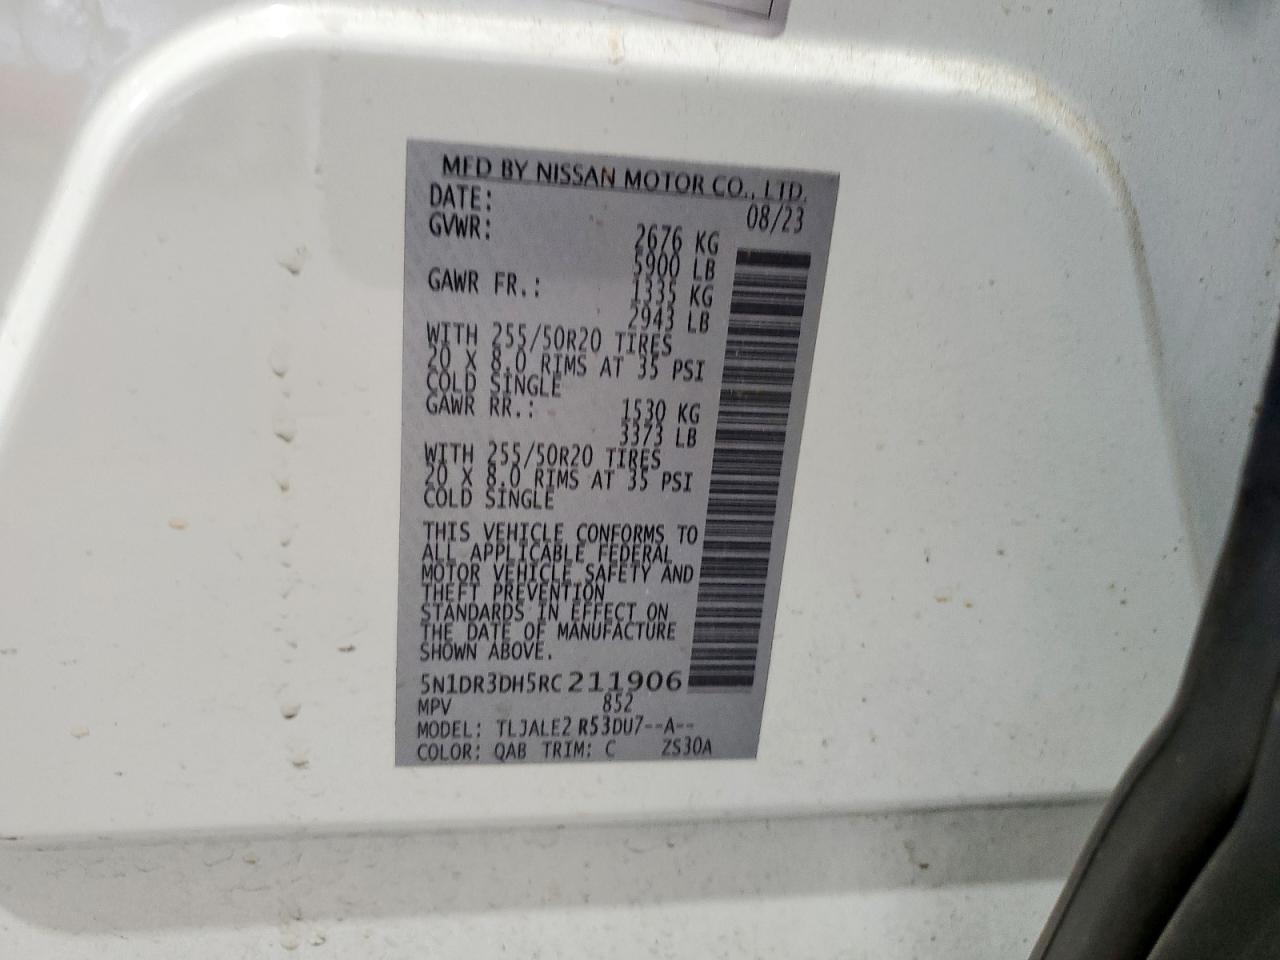 MFD BY NISSAN MOTOR CO., LTD.
DATE: 08/23
GVWR: 2676 KG
5900 LB
GAWR FR.: 1335 KG
2943 LB
WITH 255/50R20 TIRES
20 X 8.0 RIMS AT 35 PSI
COLD SINGLE
GAWR RR.: 1530 KG
3373 LB
WITH 255/50R20 TIRES
20 X 8.0 RIMS AT 35 PSI
COLD SINGLE
THIS VEHICLE CONFORMS TO
ALL APPLICABLE FEDERAL
MOTOR VEHICLE SAFETY AND
THEFT PREVENTION
STANDARDS IN EFFECT ON
THE DATE OF MANUFACTURE
SHOWN ABOVE.
5N1DR3DH5RC211906
MPV 852
MODEL: TLJALE2 R53DU7--A--
COLOR: QAB TRIM: C ZS30A